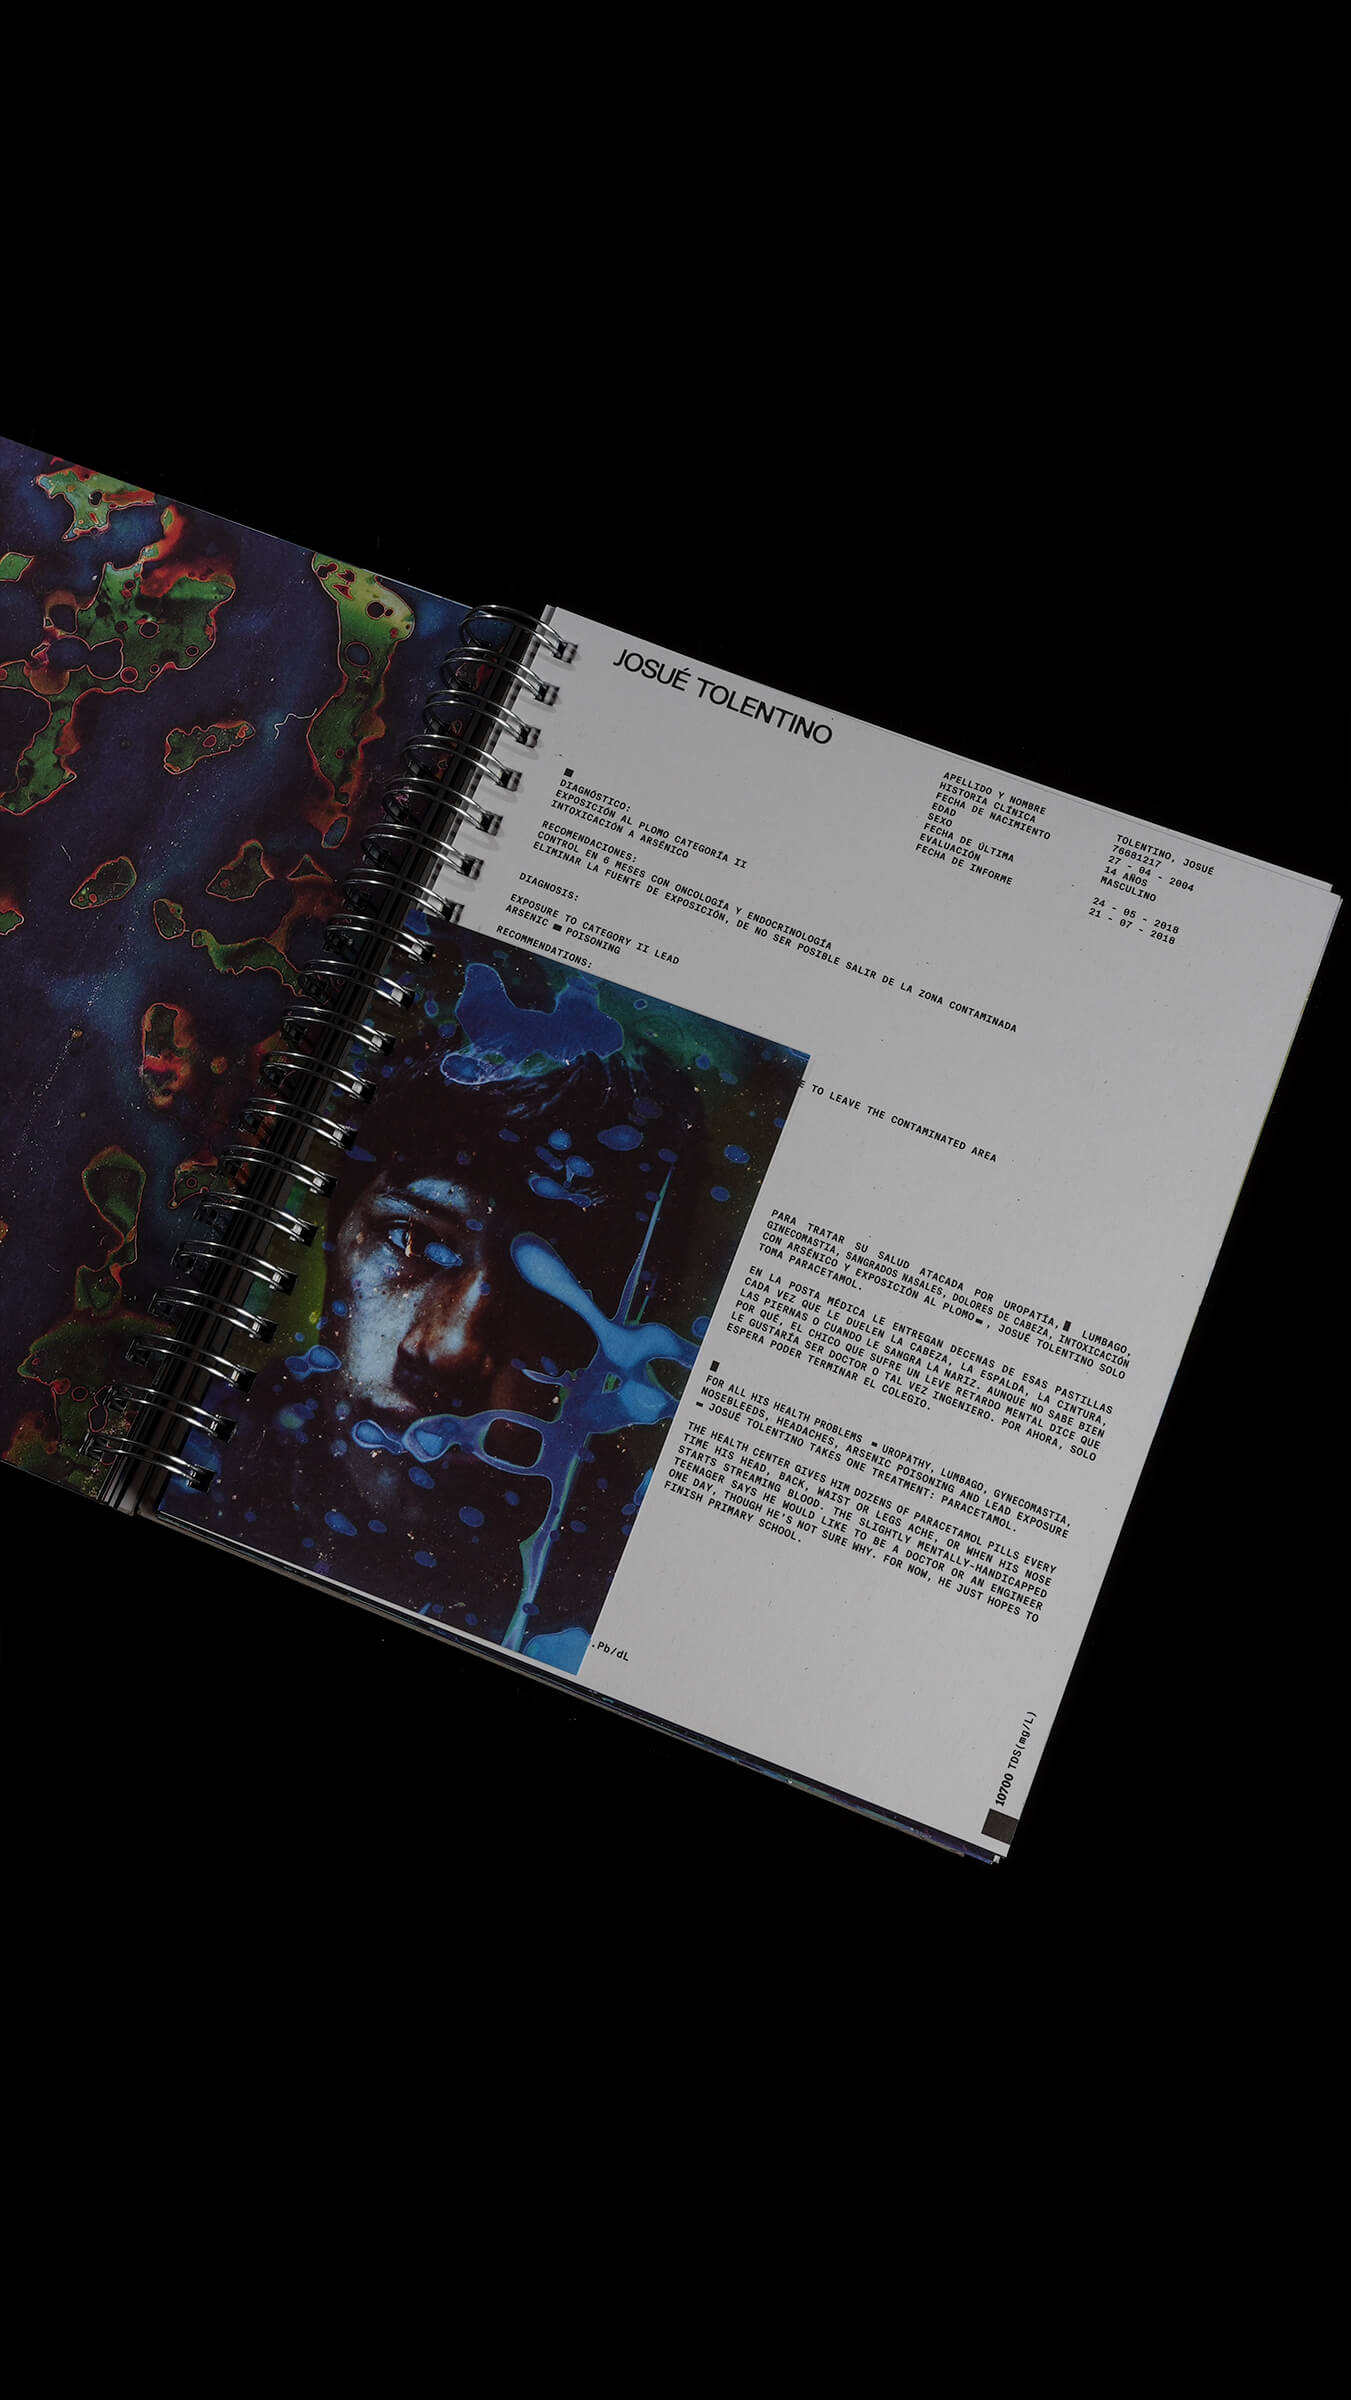 JOSUÉ TOLENTINO
DIAGNÓSTICO:
EXPOSICIÓN AL PLOMO CATEGORÍA II
INTOXICACIÓN A ARSÉNICO
RECOMENDACIONES:
CONTROL EN 6 MESES CON ONCOLOGÍA Y ENDOCRINOLOGÍA
ELIMINAR LA FUENTE DE EXPOSICIÓN, DE NO SER POSIBLE SALIR DE LA ZONA CONTAMINADA
DIAGNOSIS:
EXPOSURE TO CATEGORY II LEAD
ARSENIC POISONING
RECOMMENDATIONS:
E TO LEAVE THE CONTAMINATED AREA
APELLIDO Y NOMBRE
HISTORIA CLÍNICA
FECHA DE NACIMIENTO
EDAD
SEXO
FECHA DE ÚLTIMA
EVALUACIÓN
FECHA DE INFORME
TOLENTINO, JOSUÉ
76681217
27 - 04 - 2004
14 AÑOS
MASCULINO
24 - 05 - 2018
21 - 07 - 2018
PARA TRATAR SU SALUD ATACADA POR UROPATÍA, LUMBAGO,
GINECOMASTIA, SANGRADOS NASALES, DOLORES DE CABEZA, INTOXICACIÓN
CON ARSÉNICO Y EXPOSICIÓN AL PLOMO, JOSUÉ TOLENTINO SOLO
TOMA PARACETAMOL.
EN LA POSTA MÉDICA LE ENTREGAN DECENAS DE ESAS PASTILLAS
CADA VEZ QUE LE DUELEN LA CABEZA, LA ESPALDA, LA CINTURA,
LAS PIERNAS O CUANDO LE SANGRA LA NARIZ. AUNQUE NO SABE BIEN
POR QUÉ, EL CHICO QUE SUFRE UN LEVE RETARDO MENTAL DICE QUE
LE GUSTARÍA SER DOCTOR O TAL VEZ INGENIERO. POR AHORA, SOLO
ESPERA PODER TERMINAR EL COLEGIO.
FOR ALL HIS HEALTH PROBLEMS – UROPATHY, LUMBAGO, GYNECOMASTIA,
NOSEBLEEDS, HEADACHES, ARSENIC POISONING AND LEAD EXPOSURE
– JOSUÉ TOLENTINO TAKES ONE TREATMENT: PARACETAMOL.
THE HEALTH CENTER GIVES HIM DOZENS OF PARACETAMOL PILLS EVERY
TIME HIS HEAD, BACK, WAIST OR LEGS ACHE, OR WHEN HIS NOSE
STARTS STREAMING BLOOD. THE SLIGHTLY MENTALLY-HANDICAPPED
TEENAGER SAYS HE WOULD LIKE TO BE A DOCTOR OR AN ENGINEER
ONE DAY, THOUGH HE'S NOT SURE WHY. FOR NOW, HE JUST HOPES TO
FINISH PRIMARY SCHOOL.
.Pb/dL
10700 TDS(mg/L)